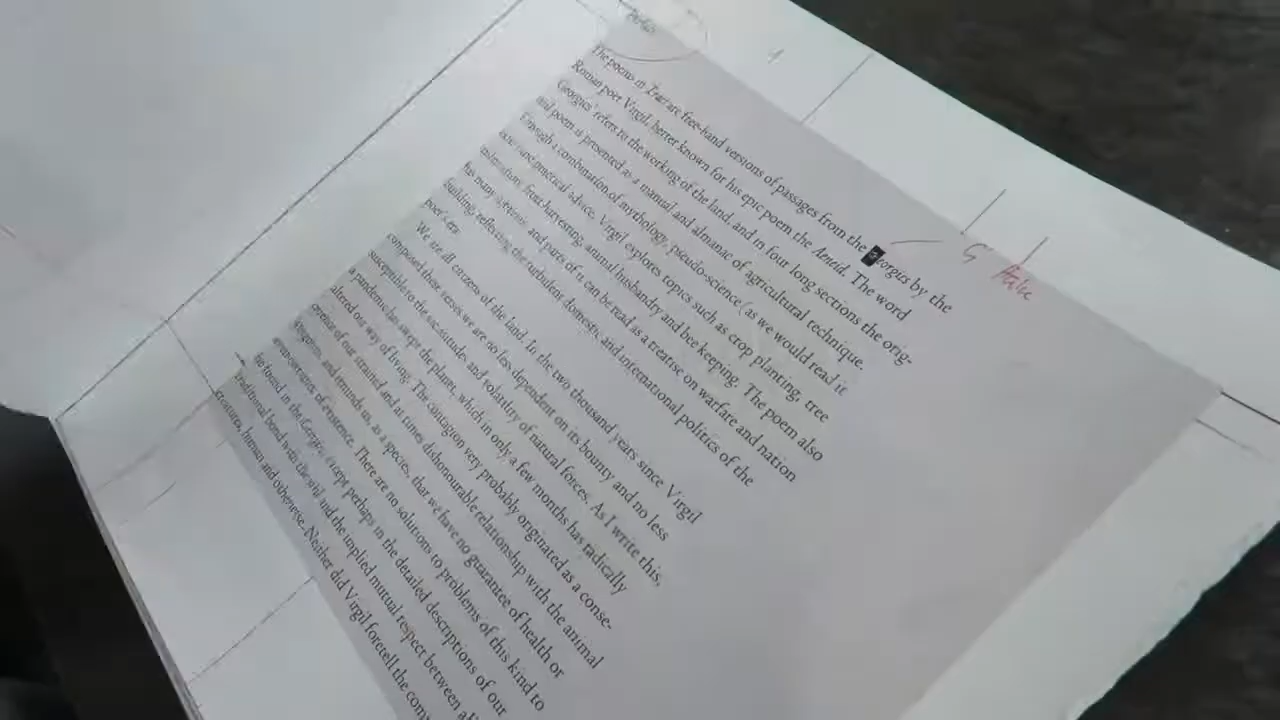 The poems in Tract are free-hand versions of passages from the Georgics by the
Roman poet Virgil, better known for his epic poem the Aeneid. The word
'Georgics' refers to the working of the land, and in four long sections the orig-
inal poem is presented as a manual and almanac of agricultural technique.
Through a combination of mythology, pseudo-science (as we would read it
now) and practical advice, Virgil explores topics such as crop planting, tree
fruit harvesting, animal husbandry and bee keeping. The poem also
has many asteroid and parts of it can be read as a treatise on warfare and nation
building, reflecting the turbulent domestic and international politics of the
poet's era.
We are all citizens of the land. In the two thousand years since Virgil
composed these verses we are no less dependent on its bounty and no less
susceptible to the vicissitudes and volatility of natural forces. As I write this,
a pandemic has swept the planet, which in only a few months has radically
altered our way of living. The contagion very probably originated as a conse-
quence of our strained and at times dishonourable relationship with the animal
kingdom, and reminds us, as a species, that we have no guarantee of health or
even of existence. There are no solutions to problems of this kind to
be found in the Georgics, except perhaps in the detailed descriptions of our
traditional bond with the soil and the implied mutual respect between all
creatures, human and otherwise. Neither did Virgil foretell the
G